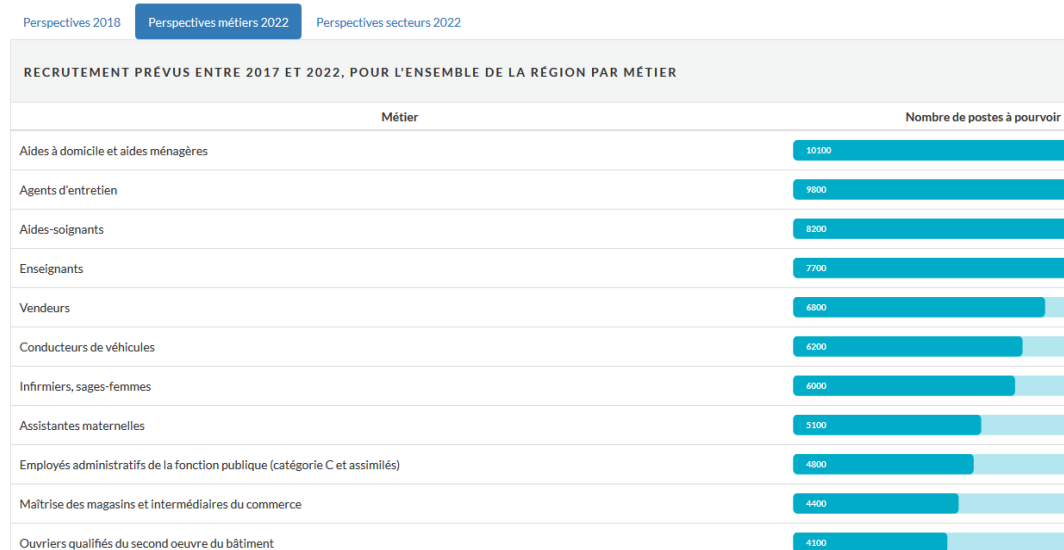 Perspectives 2018 Perspectives métiers 2022 Perspectives secteurs 2022
RECRUTEMENT PRÉVUS ENTRE 2017 ET 2022, POUR L'ENSEMBLE DE LA RÉGION PAR MÉTIER
Métier Nombre de postes à pourvoir
Aides à domicile et aides ménagères 10100
Agents d'entretien 9800
Aides-soignants 8200
Enseignants 7700
Vendeurs 6800
Conducteurs de véhicules 6200
Infirmiers, sages-femmes 6000
Assistantes maternelles 5100
Employés administratifs de la fonction publique (catégorie C et assimilés) 4800
Maîtrise des magasins et intermédiaires du commerce 4400
Ouvriers qualifiés du second oeuvre du bâtiment 4100